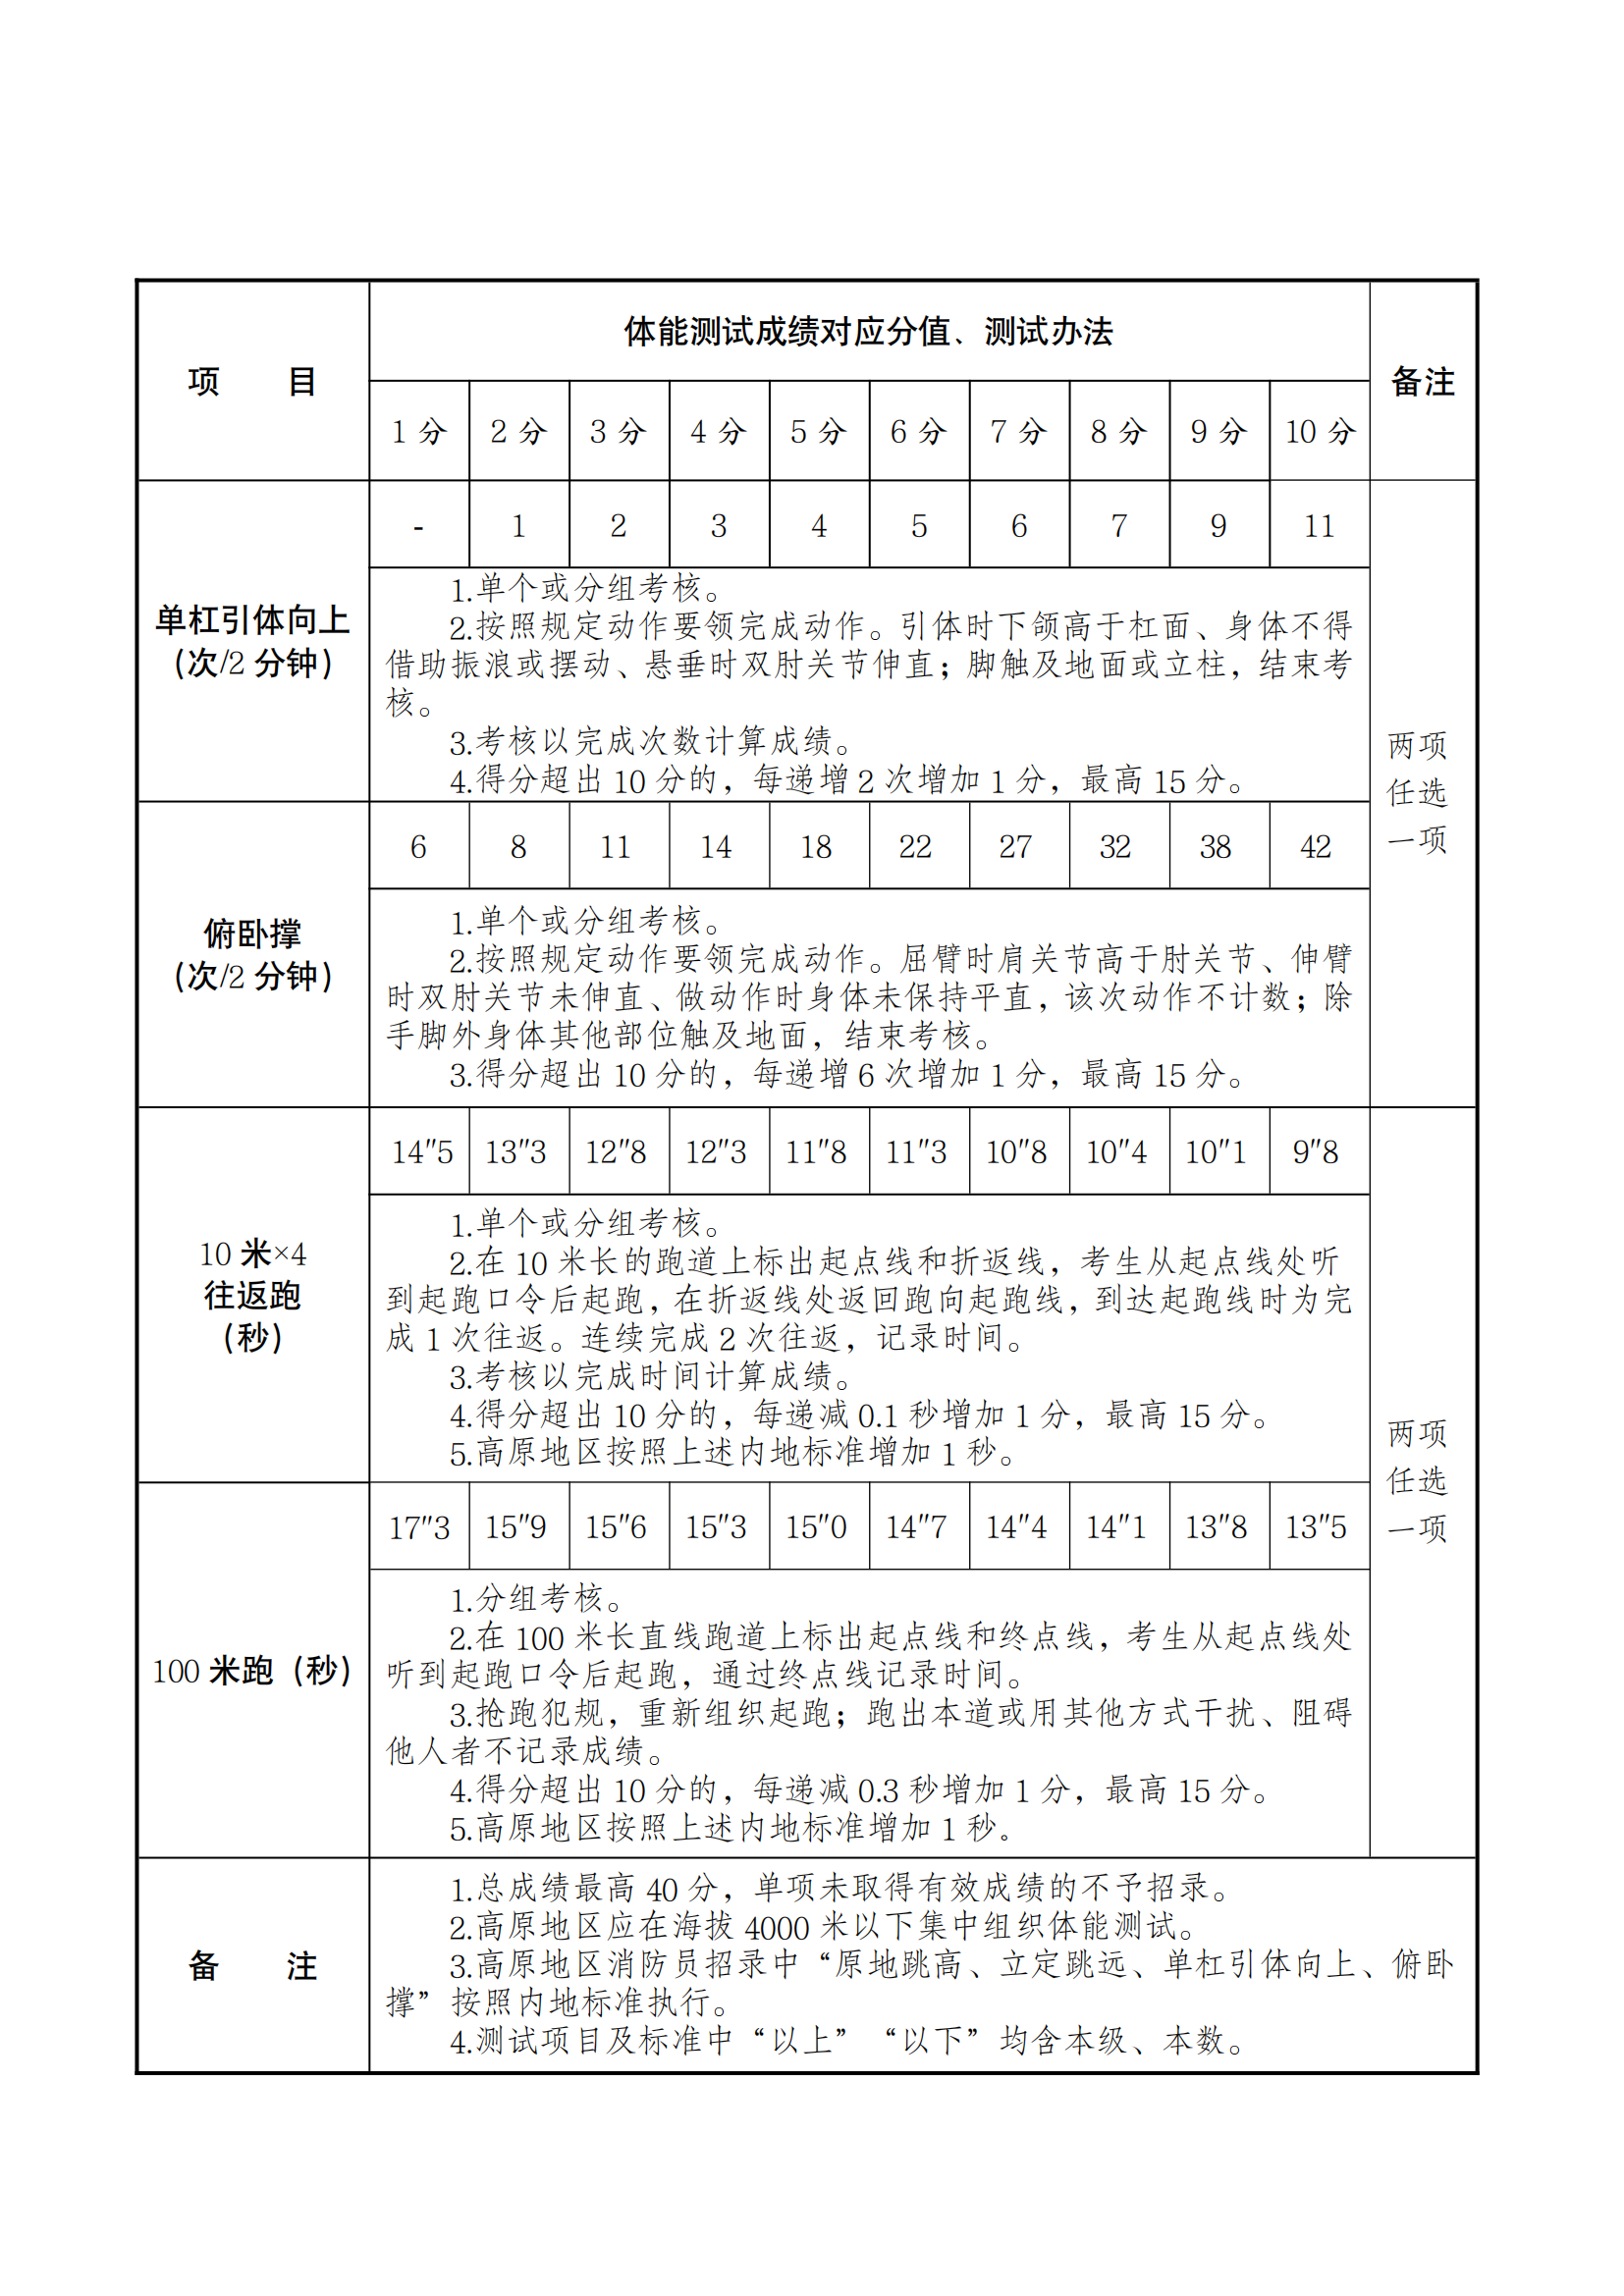 项　　目
体能测试成绩对应分值、测试办法
备注
1 分 2 分 3 分 4 分 5 分 6 分 7 分 8 分 9 分 10 分
单杠引体向上
（次/2 分钟）
- 1 2 3 4 5 6 7 9 11
1.单个或分组考核。
2.按照规定动作要领完成动作。引体时下颌高于杠面、身体不得
借助振浪或摆动、悬垂时双肘关节伸直；脚触及地面或立柱，结束考
核。
3.考核以完成次数计算成绩。
4.得分超出 10 分的，每递增 2 次增加 1 分，最高 15 分。
两项
任选
一项
俯卧撑
（次/2 分钟）
6 8 11 14 18 22 27 32 38 42
1.单个或分组考核。
2.按照规定动作要领完成动作。屈臂时肩关节高于肘关节、伸臂
时双肘关节未伸直、做动作时身体未保持平直，该次动作不计数；除
手脚外身体其他部位触及地面，结束考核。
3.得分超出 10 分的，每递增 6 次增加 1 分，最高 15 分。
10 米×4
往返跑
（秒）
14″5 13″3 12″8 12″3 11″8 11″3 10″8 10″4 10″1 9″8
1.单个或分组考核。
2.在 10 米长的跑道上标出起点线和折返线，考生从起点线处听
到起跑口令后起跑，在折返线处返回跑向起跑线，到达起跑线时为完
成 1 次往返。连续完成 2 次往返，记录时间。
3.考核以完成时间计算成绩。
4.得分超出 10 分的，每递减 0.1 秒增加 1 分，最高 15 分。
5.高原地区按照上述内地标准增加 1 秒。
两项
任选
一项
100 米跑（秒）
17″3 15″9 15″6 15″3 15″0 14″7 14″4 14″1 13″8 13″5
1.分组考核。
2.在 100 米长直线跑道上标出起点线和终点线，考生从起点线处
听到起跑口令后起跑，通过终点线记录时间。
3.抢跑犯规，重新组织起跑；跑出本道或用其他方式干扰、阻碍
他人者不记录成绩。
4.得分超出 10 分的，每递减 0.3 秒增加 1 分，最高 15 分。
5.高原地区按照上述内地标准增加 1 秒.
备　　注
1.总成绩最高 40 分，单项未取得有效成绩的不予招录。
2.高原地区应在海拔 4000 米以下集中组织体能测试。
3.高原地区消防员招录中“原地跳高、立定跳远、单杠引体向上、俯卧
撑”按照内地标准执行。
4.测试项目及标准中“以上”“以下”均含本级、本数。